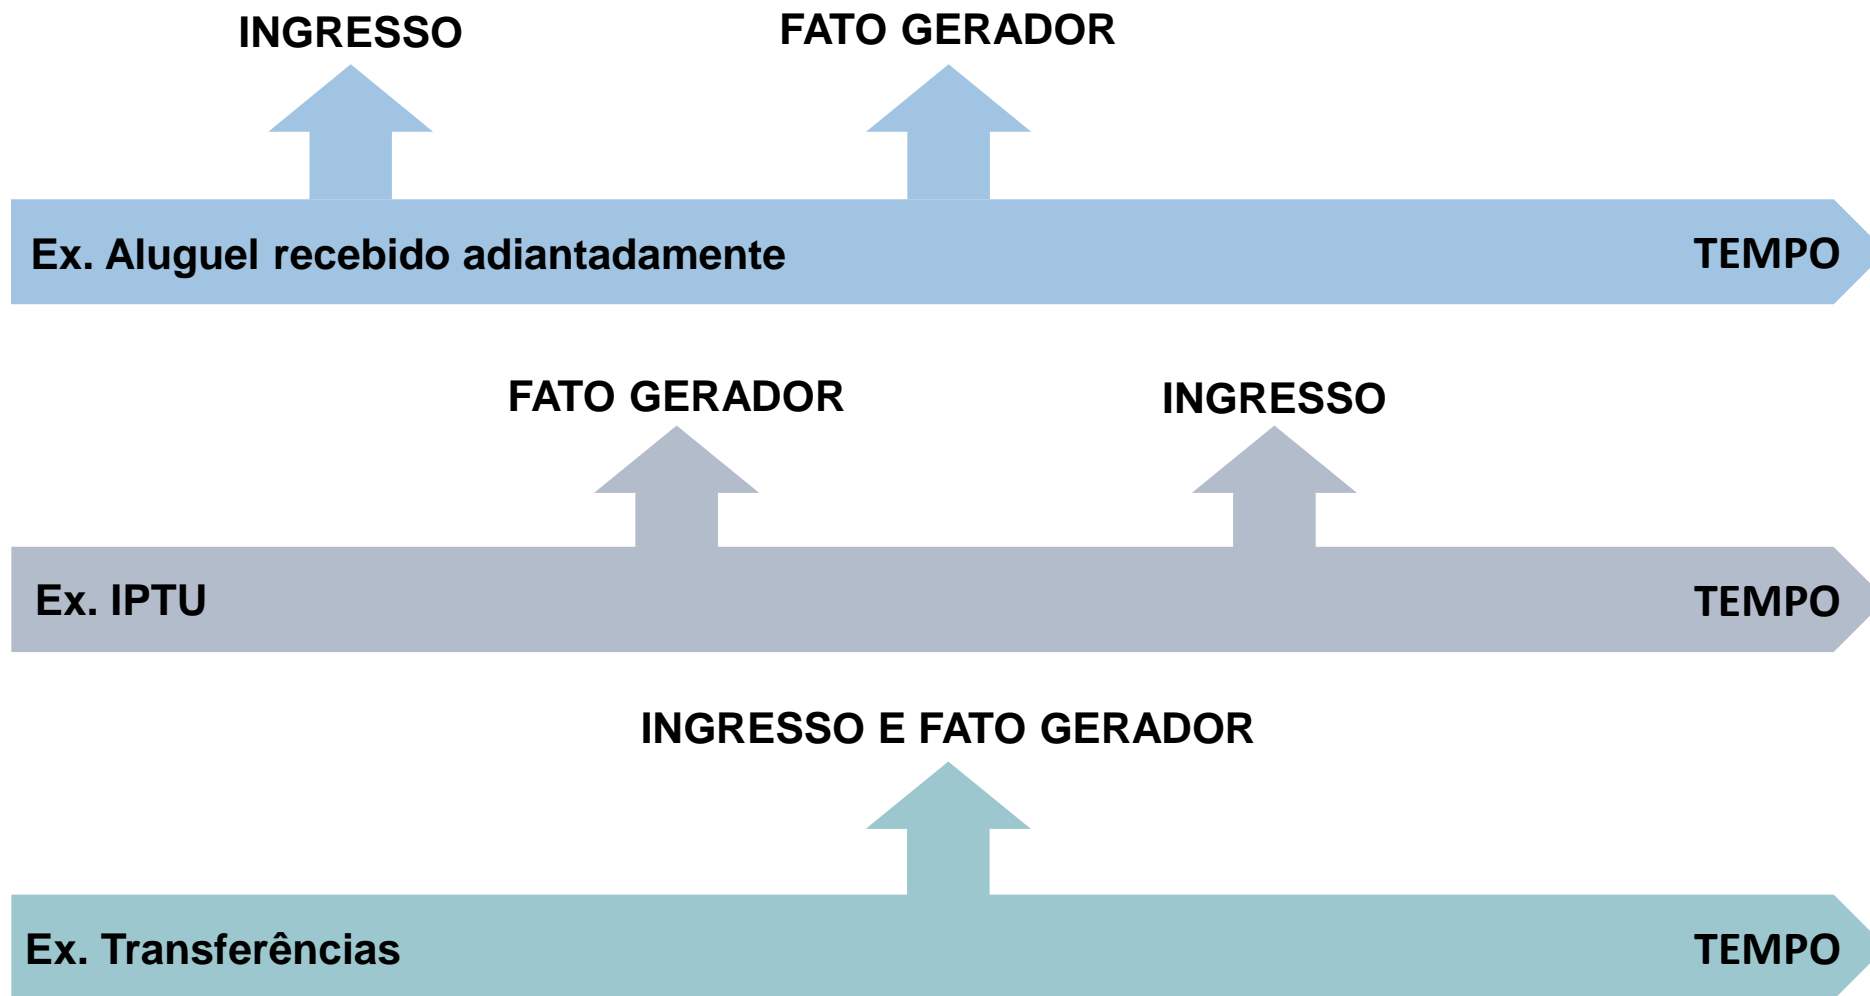 INGRESSO
FATO GERADOR
Ex. Aluguel recebido adiantadamente
TEMPO
FATO GERADOR
INGRESSO
Ex. IPTU
TEMPO
INGRESSO E FATO GERADOR
Ex. Transferências
TEMPO